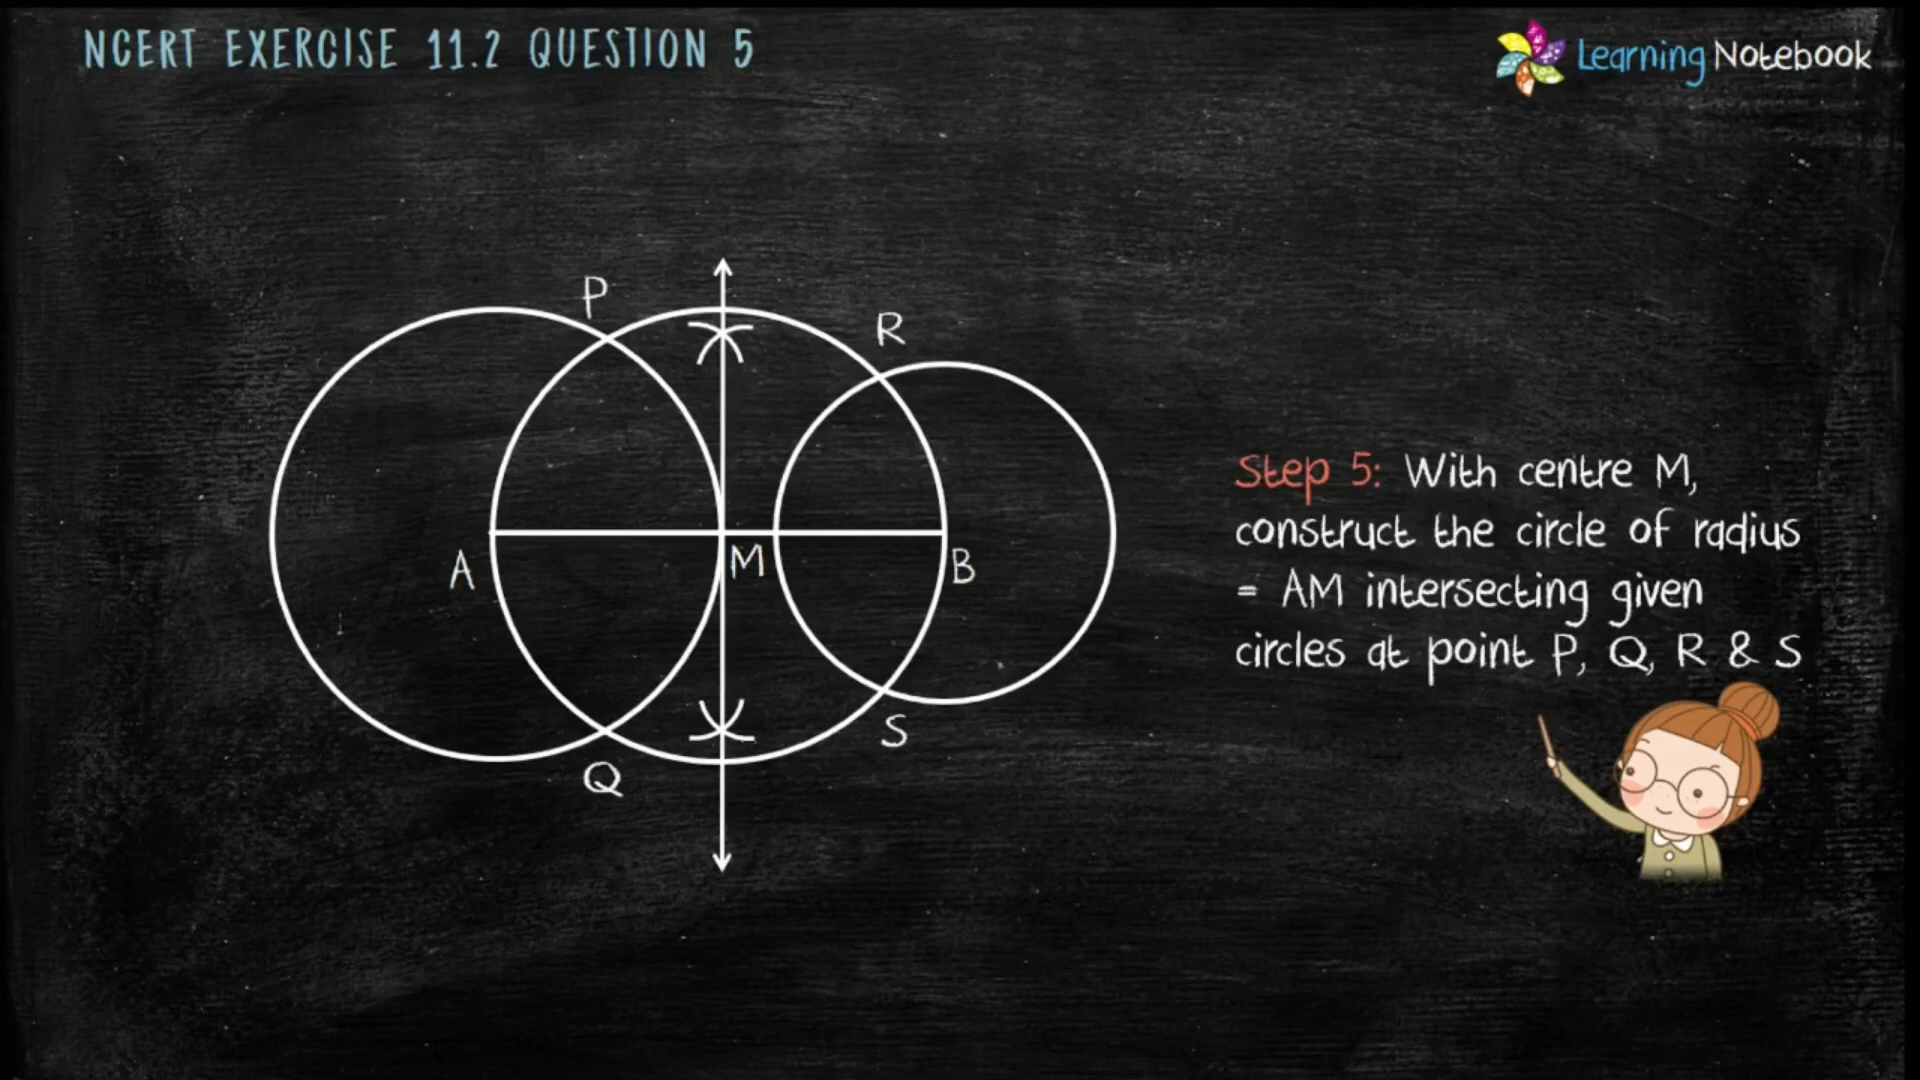 NCERT EXERCISE 11.2 QUESTION 5
Learning Notebook
P
R
A
M
B
Q
S
Step 5: With centre M,
construct the circle of radius
= AM intersecting given
circles at point P, Q, R & S